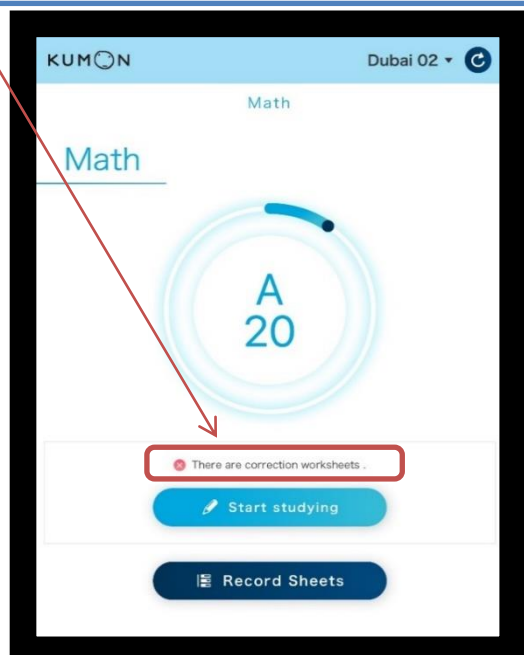 KUMON
Dubai 02
Math
Math
A
20
There are correction worksheets .
Start studying
Record Sheets